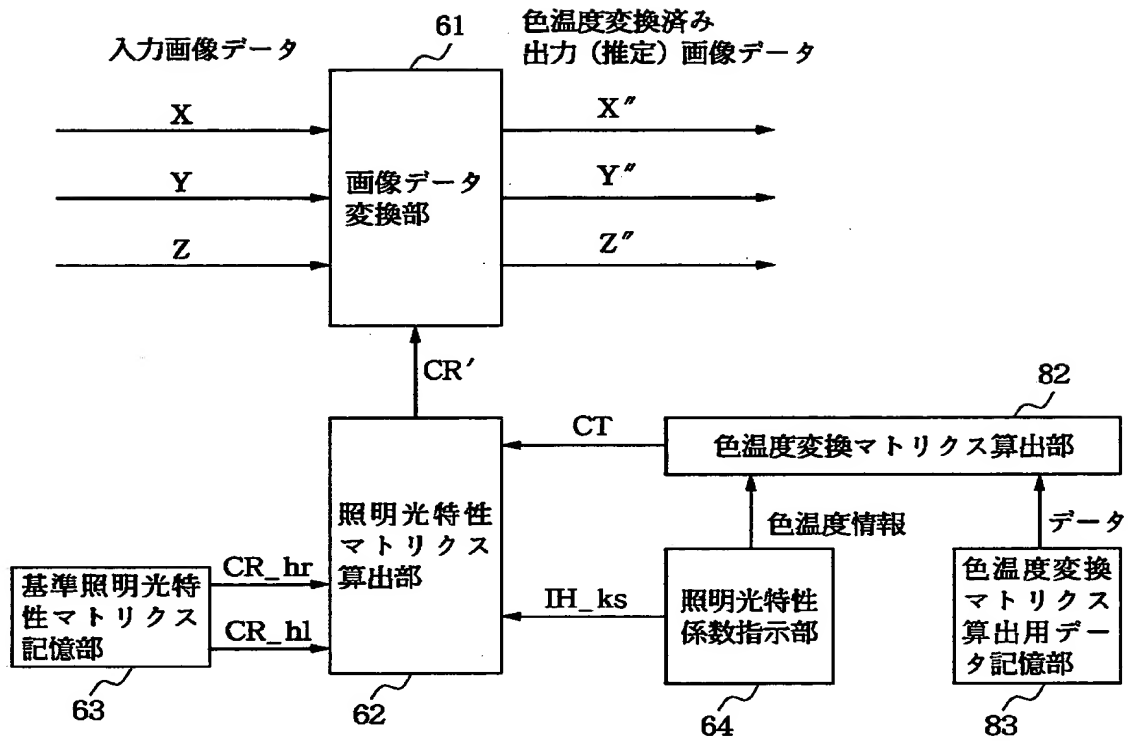 61
入力画像データ
色温度変換済み
出力（推定）画像データ
X
X″
Y
Y″
Z
Z″
画像データ
変換部
CR′
82
CT
色温度変換マトリクス算出部
照明光特性
マトリクス
算出部
色温度情報
データ
基準照明光特
性マトリクス
記憶部
CR_hr
CR_hl
IH_ks
照明光特性
係数指示部
色温度変換
マトリクス
算出用デー
タ記憶部
63
62
64
83